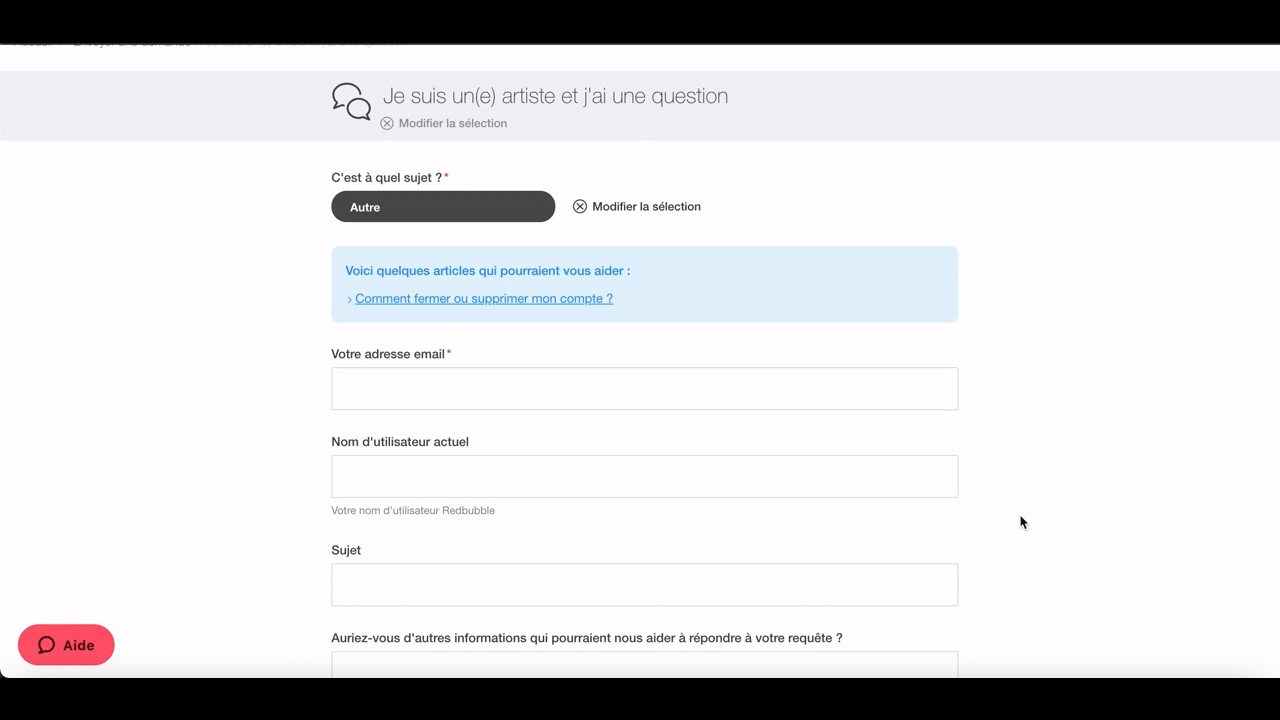 Je suis un(e) artiste et j'ai une question
Modifier la sélection
C'est à quel sujet ? *
Autre
Modifier la sélection
Voici quelques articles qui pourraient vous aider :
› Comment fermer ou supprimer mon compte ?
Votre adresse email *
Nom d'utilisateur actuel
Votre nom d'utilisateur Redbubble
Sujet
Auriez-vous d'autres informations qui pourraient nous aider à répondre à votre requête ?
Aide